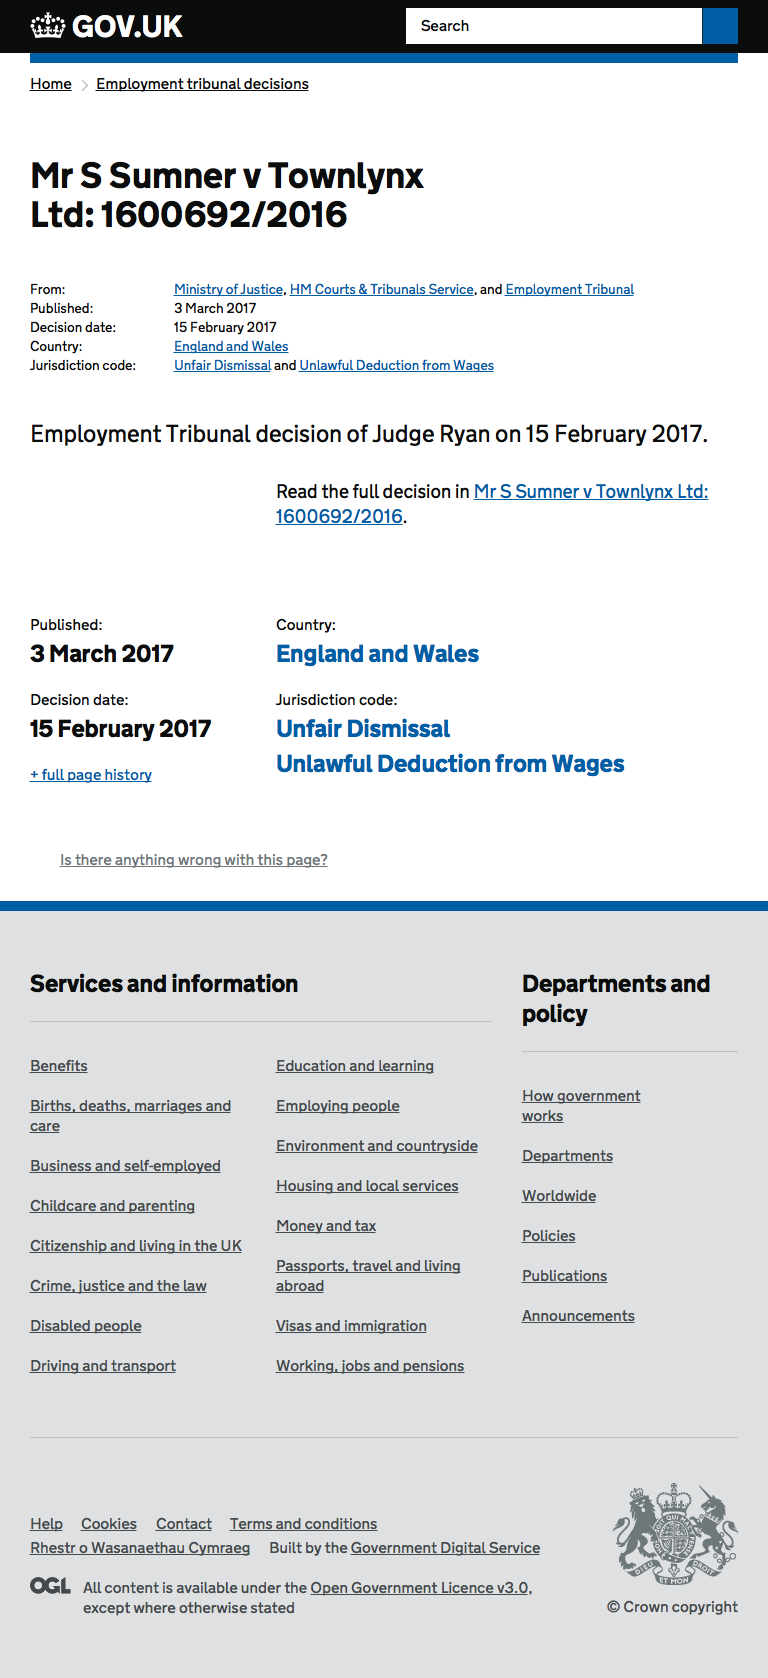 GOV.UK
Search
Home
Employment tribunal decisions
Mr S Sumner v Townlynx
Ltd: 1600692/2016
From: Ministry of Justice, HM Courts & Tribunals Service, and Employment Tribunal
Published: 3 March 2017
Decision date: 15 February 2017
Country: England and Wales
Jurisdiction code: Unfair Dismissal and Unlawful Deduction from Wages
Employment Tribunal decision of Judge Ryan on 15 February 2017.
Read the full decision in Mr S Sumner v Townlynx Ltd:
1600692/2016.
Published:
3 March 2017
Decision date:
15 February 2017
+ full page history
Country:
England and Wales
Jurisdiction code:
Unfair Dismissal
Unlawful Deduction from Wages
Is there anything wrong with this page?
Services and information
Benefits
Births, deaths, marriages and
care
Business and self-employed
Childcare and parenting
Citizenship and living in the UK
Crime, justice and the law
Disabled people
Driving and transport
Education and learning
Employing people
Environment and countryside
Housing and local services
Money and tax
Passports, travel and living
abroad
Visas and immigration
Working, jobs and pensions
Departments and
policy
How government
works
Departments
Worldwide
Policies
Publications
Announcements
Help Cookies Contact Terms and conditions
Rhestr o Wasanaethau Cymraeg Built by the Government Digital Service
OGL
All content is available under the Open Government Licence v3.0,
except where otherwise stated
DIEU ET MON DROIT
© Crown copyright